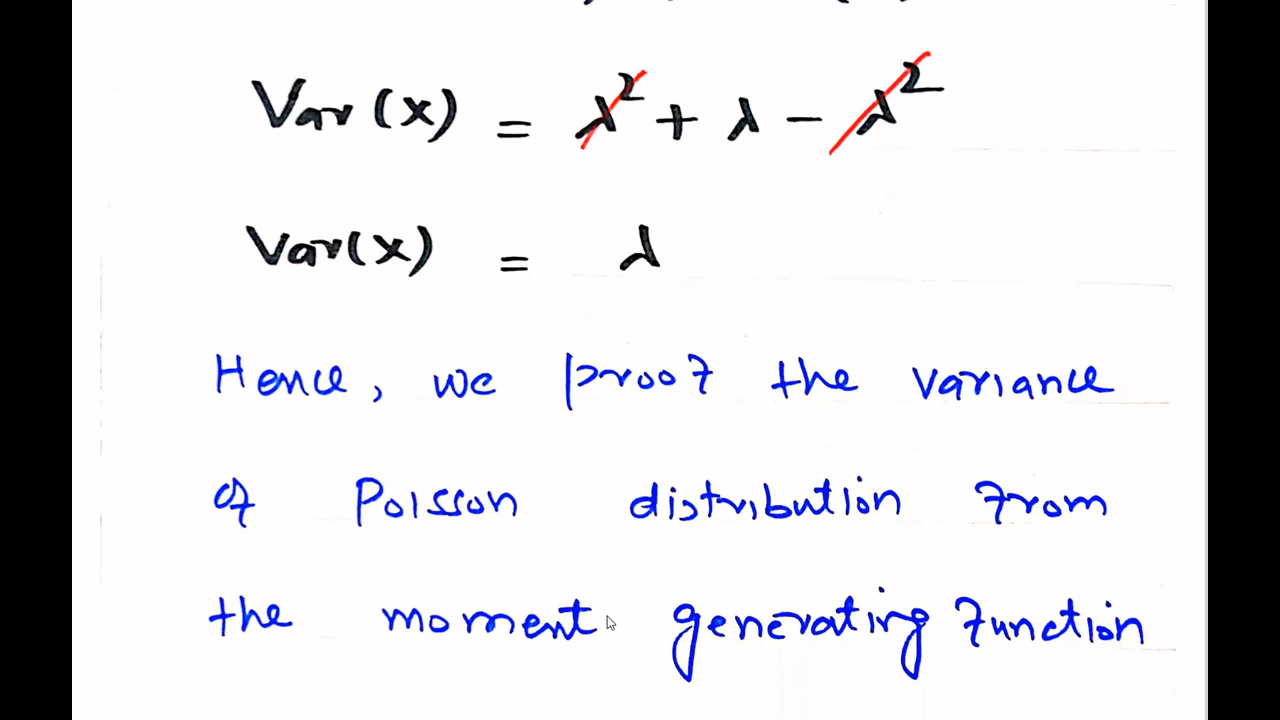 Var(x) = λ² + λ - λ²
Var(x) = λ
Hence, we proof the variance
of Poisson distribution from
the moment generating function